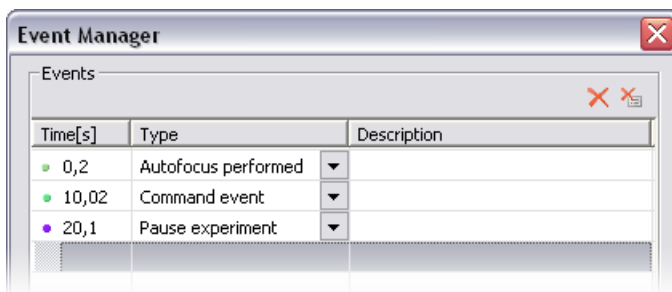 Event Manager
Events
Time[s] Type Description
0,2 Autofocus performed
10,02 Command event
20,1 Pause experiment